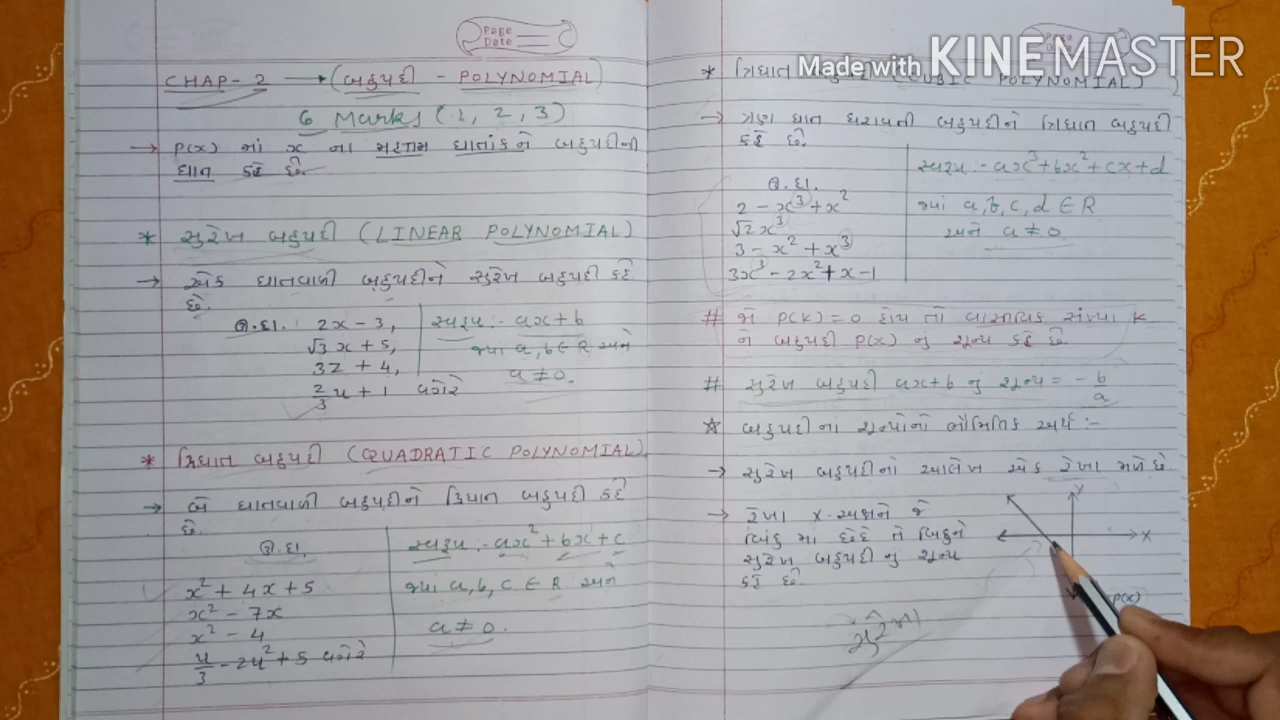 Page
Date
CHAP-2 → (બહુપદી - POLYNOMIAL)
6 Marks (1, 2, 3)
→ P(x) માં x ના મહત્તમ ઘાતાંકને બહુપદીની
ઘાત કહે છે.
* સુરેખ બહુપદી (LINEAR POLYNOMIAL)
→ એક ઘાતવાળી બહુપદીને સુરેખ બહુપદી કહે
છે.
ઉ.દા. 2x - 3, સ્વરૂપ :- ax + b
√3 x + 5, જ્યાં a, b ∈ R અને
3z + 4, a ≠ 0.
2/3 u + 1 વગેરે
* દ્વિઘાત બહુપદી (QUADRATIC POLYNOMIAL)
→ બે ઘાતવાળી બહુપદીને દ્વિઘાત બહુપદી કહે
છે.
ઉ.દા. સ્વરૂપ :- ax² + bx + c
x² + 4x + 5 જ્યાં a, b, c ∈ R અને
x² - 7x
x² - 4 a ≠ 0.
u/3 - 2u² + 5 વગેરે
Made with KINEMASTER
* ત્રિઘાત CUBIC POLYNOMIAL)
→ ત્રણ ઘાત ધરાવતી બહુપદીને ત્રિઘાત બહુપદી
કહે છે.
ઉ.દા. સ્વરૂપ :- ax³ + bx² + cx + d
2 - x³ + x² જ્યાં a, b, c, d ∈ R
√2 x³ અને a ≠ 0
3 - x² + x³
3x³ - 2x² + x - 1
# જો P(K) = 0 હોય તો વાસ્તવિક સંખ્યા K
ને બહુપદી P(x) નું શૂન્ય કહે છે.
# સુરેખ બહુપદી ax + b નું શૂન્ય = - b/a
☆ બહુપદીના શૂન્યોનો ભૌમિતિક અર્થ :-
→ સુરેખ બહુપદીનો આલેખ એક રેખા મળે છે.
→ રેખા X-અક્ષને જે
બિંદુ માં છેદે તે બિંદુને
સુરેખ બહુપદી નું શૂન્ય
કહે છે.
Y
X
P(x)